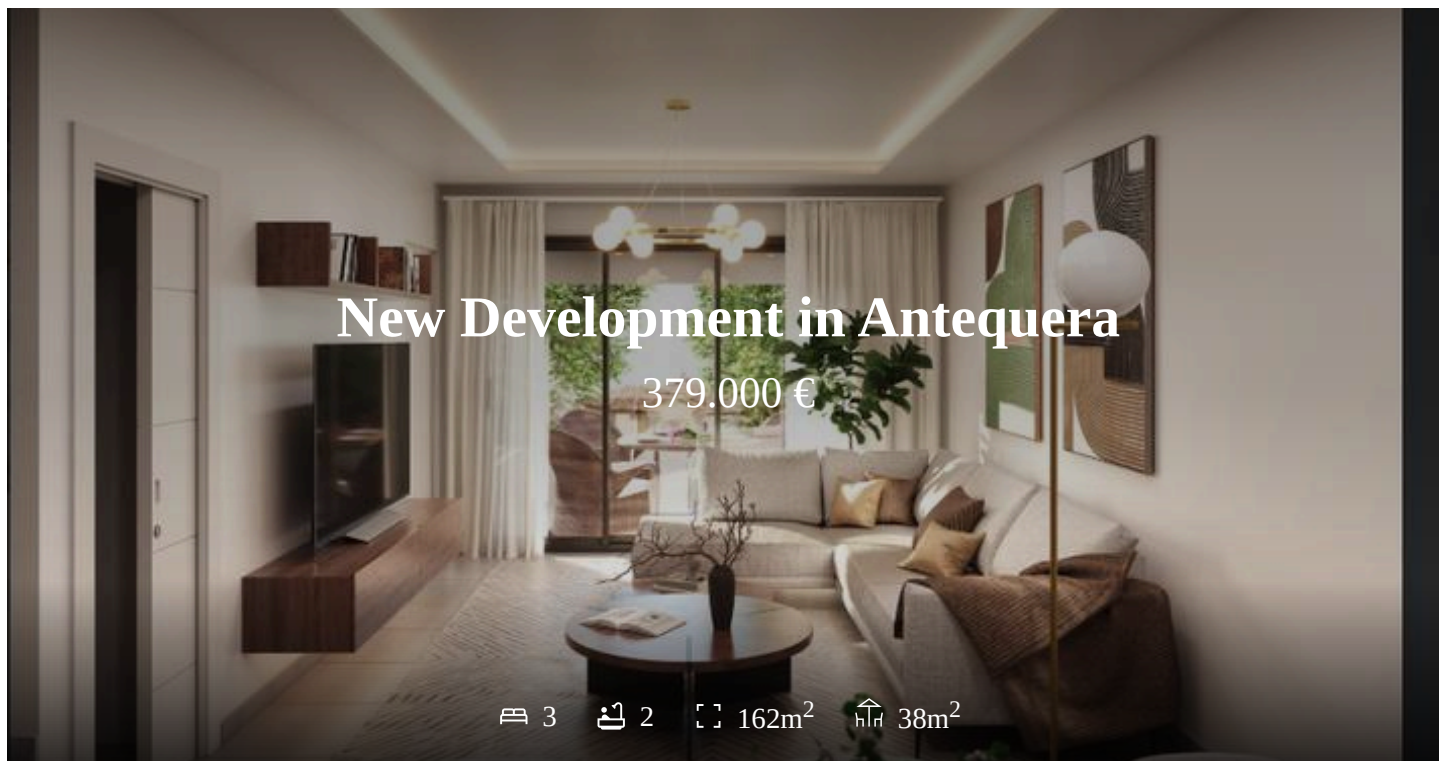 New Development in Antequera
379.000 €
3 2 162m² 38m²